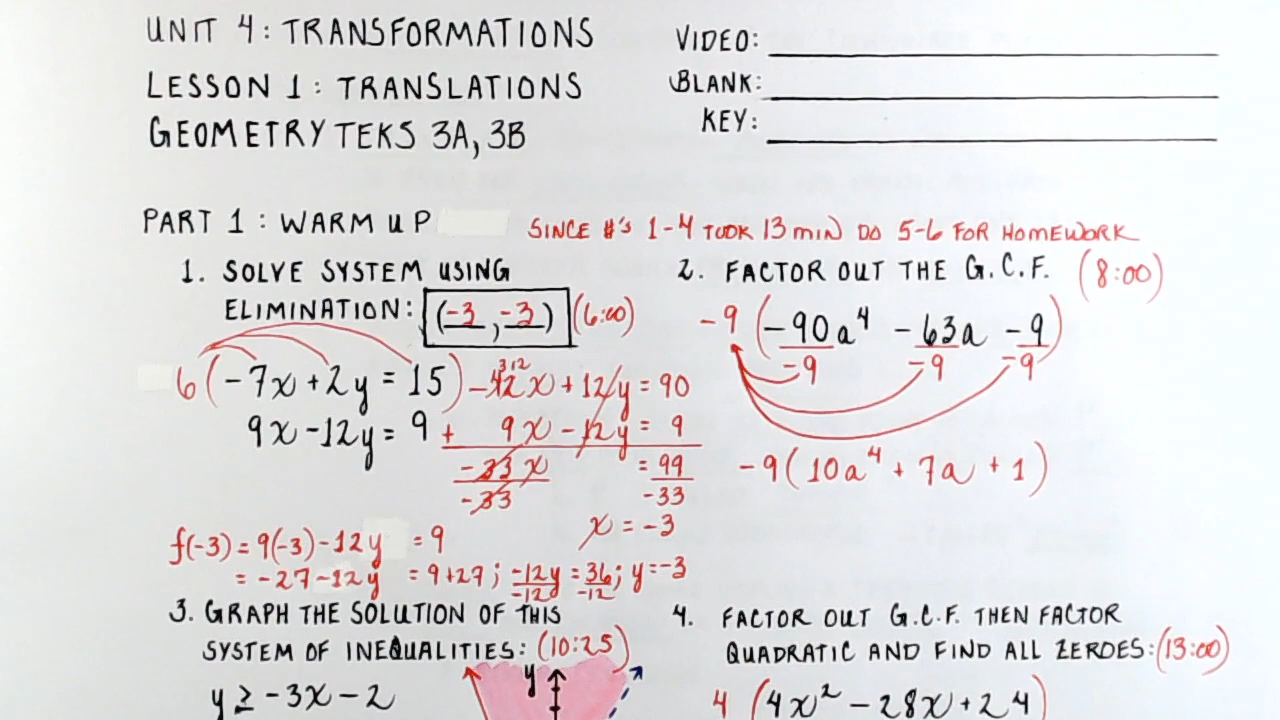 UNIT 4: TRANSFORMATIONS
LESSON 1: TRANSLATIONS
GEOMETRY TEKS 3A, 3B
VIDEO:
BLANK:
KEY:
PART 1: WARM UP
SINCE #'s 1-4 TOOK 13 min DO 5-6 FOR HOMEWORK
1. SOLVE SYSTEM USING
ELIMINATION: (-3, -3) (6:00)
6(-7x+2y = 15)
9x-12y = 9
-42x+12y = 90
+ 9x-12y = 9
-33x = 99
-33 -33
x = -3
f(-3) = 9(-3)-12y = 9
= -27-12y = 9+27; -12y/-12 = 36/-12; y=-3
2. FACTOR OUT THE G.C.F. (8:00)
-9(-90a⁴ -63a -9)
-9 -9 -9
-9(10a⁴ + 7a + 1)
3. GRAPH THE SOLUTION OF THIS
SYSTEM OF INEQUALITIES: (10:25)
y ≥ -3x-2
y
4. FACTOR OUT G.C.F. THEN FACTOR
QUADRATIC AND FIND ALL ZEROES: (13:00)
4(4x²-28x+24)